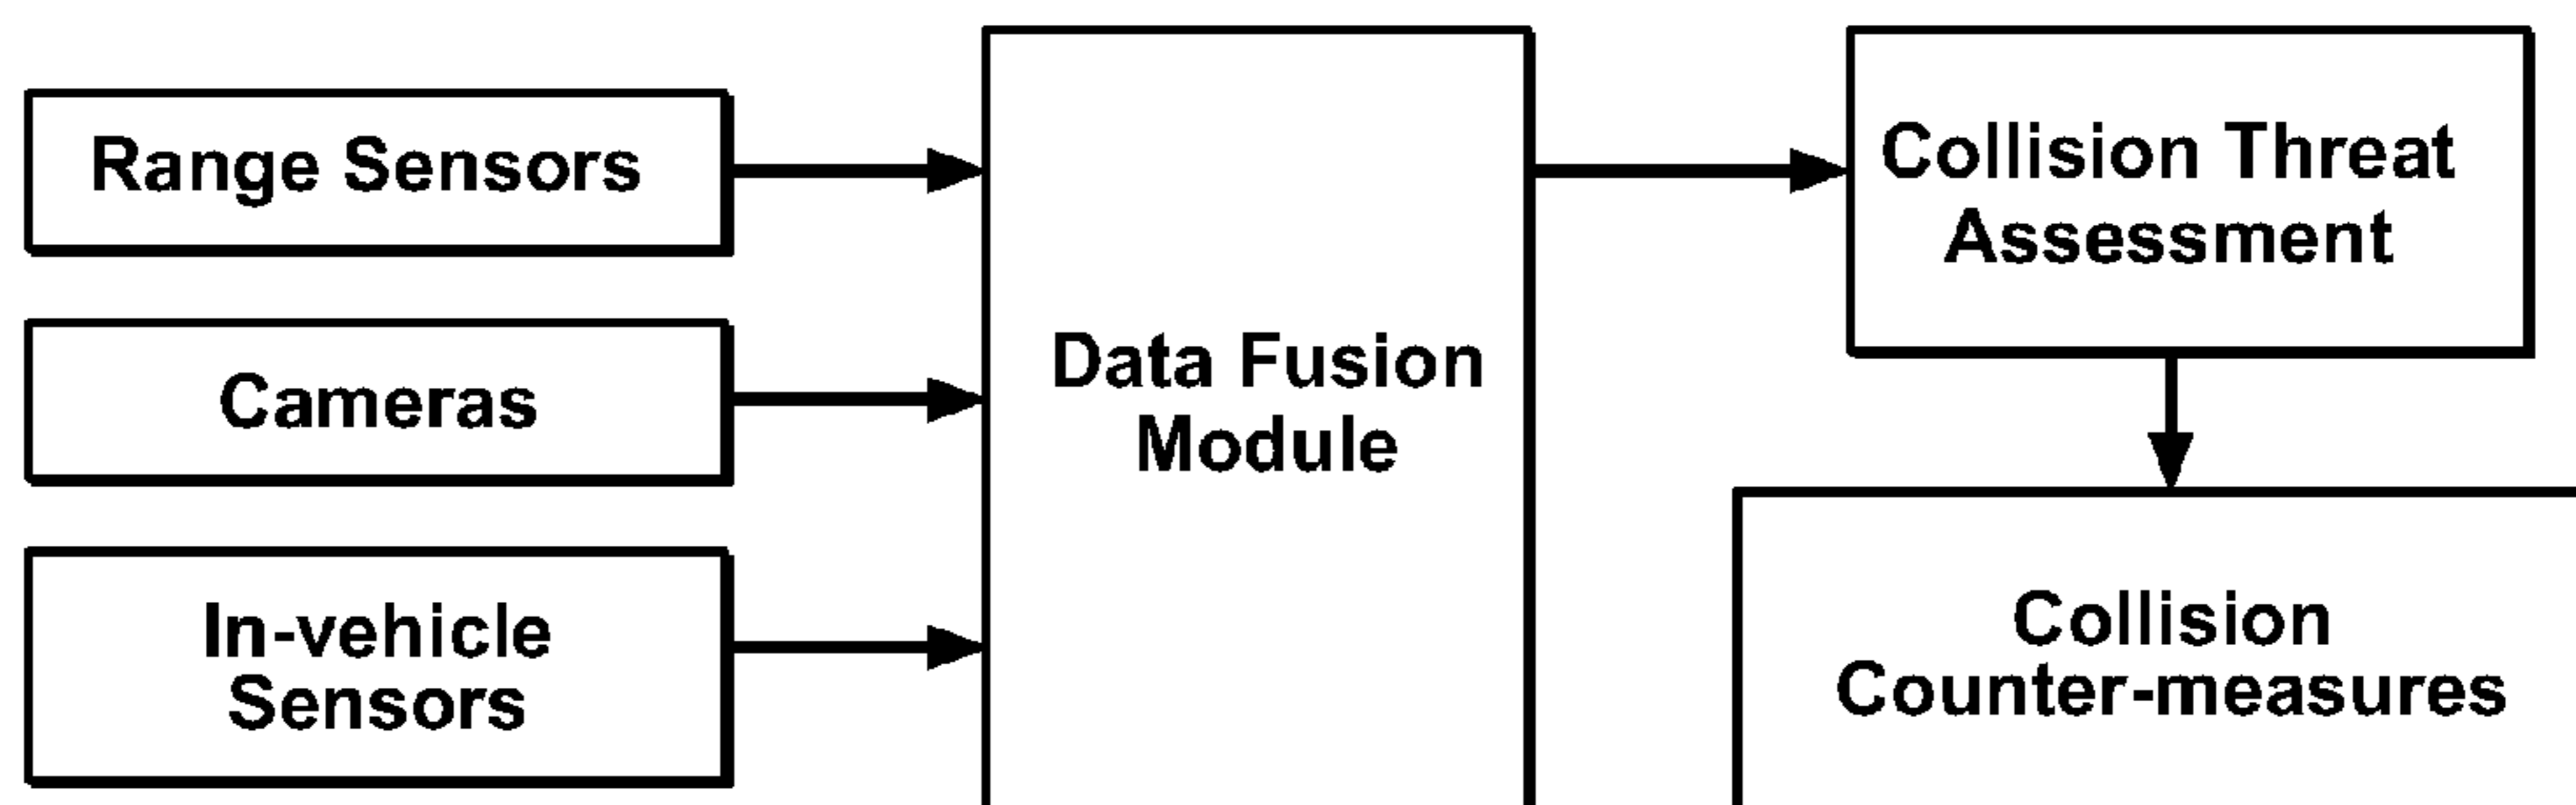 Range Sensors
Cameras
In-vehicle
Sensors
Data Fusion
Module
Collision Threat
Assessment
Collision
Counter-measures